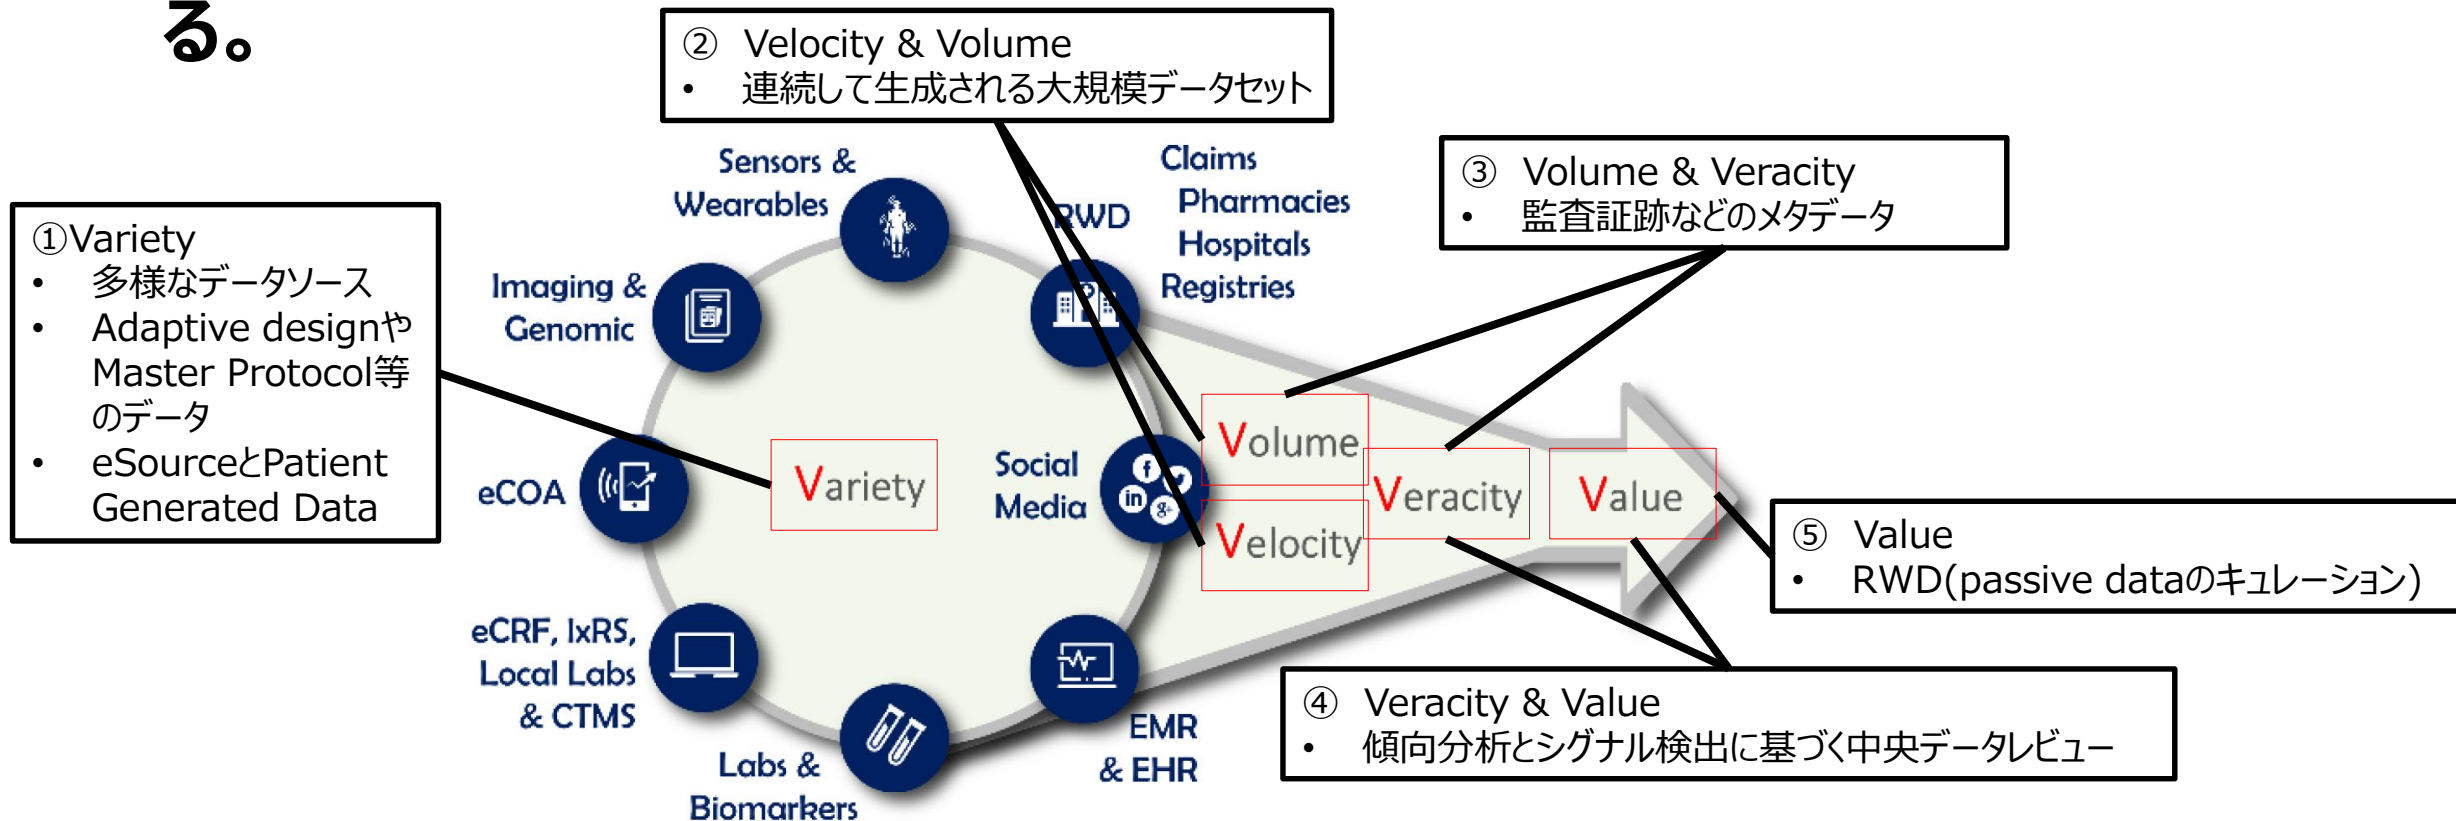 る。
② Velocity & Volume
• 連続して生成される大規模データセット
③ Volume & Veracity
• 監査証跡などのメタデータ
①Variety
• 多様なデータソース
• Adaptive designや
Master Protocol等
のデータ
• eSourceとPatient
Generated Data
Sensors &
Wearables
RWD
Claims
Pharmacies
Hospitals
Registries
Imaging &
Genomic
eCOA
Variety
Social
Media
Volume
Velocity
Veracity
Value
⑤ Value
• RWD(passive dataのキュレーション)
eCRF, IxRS,
Local Labs
& CTMS
Labs &
Biomarkers
EMR
& EHR
④ Veracity & Value
• 傾向分析とシグナル検出に基づく中央データレビュー